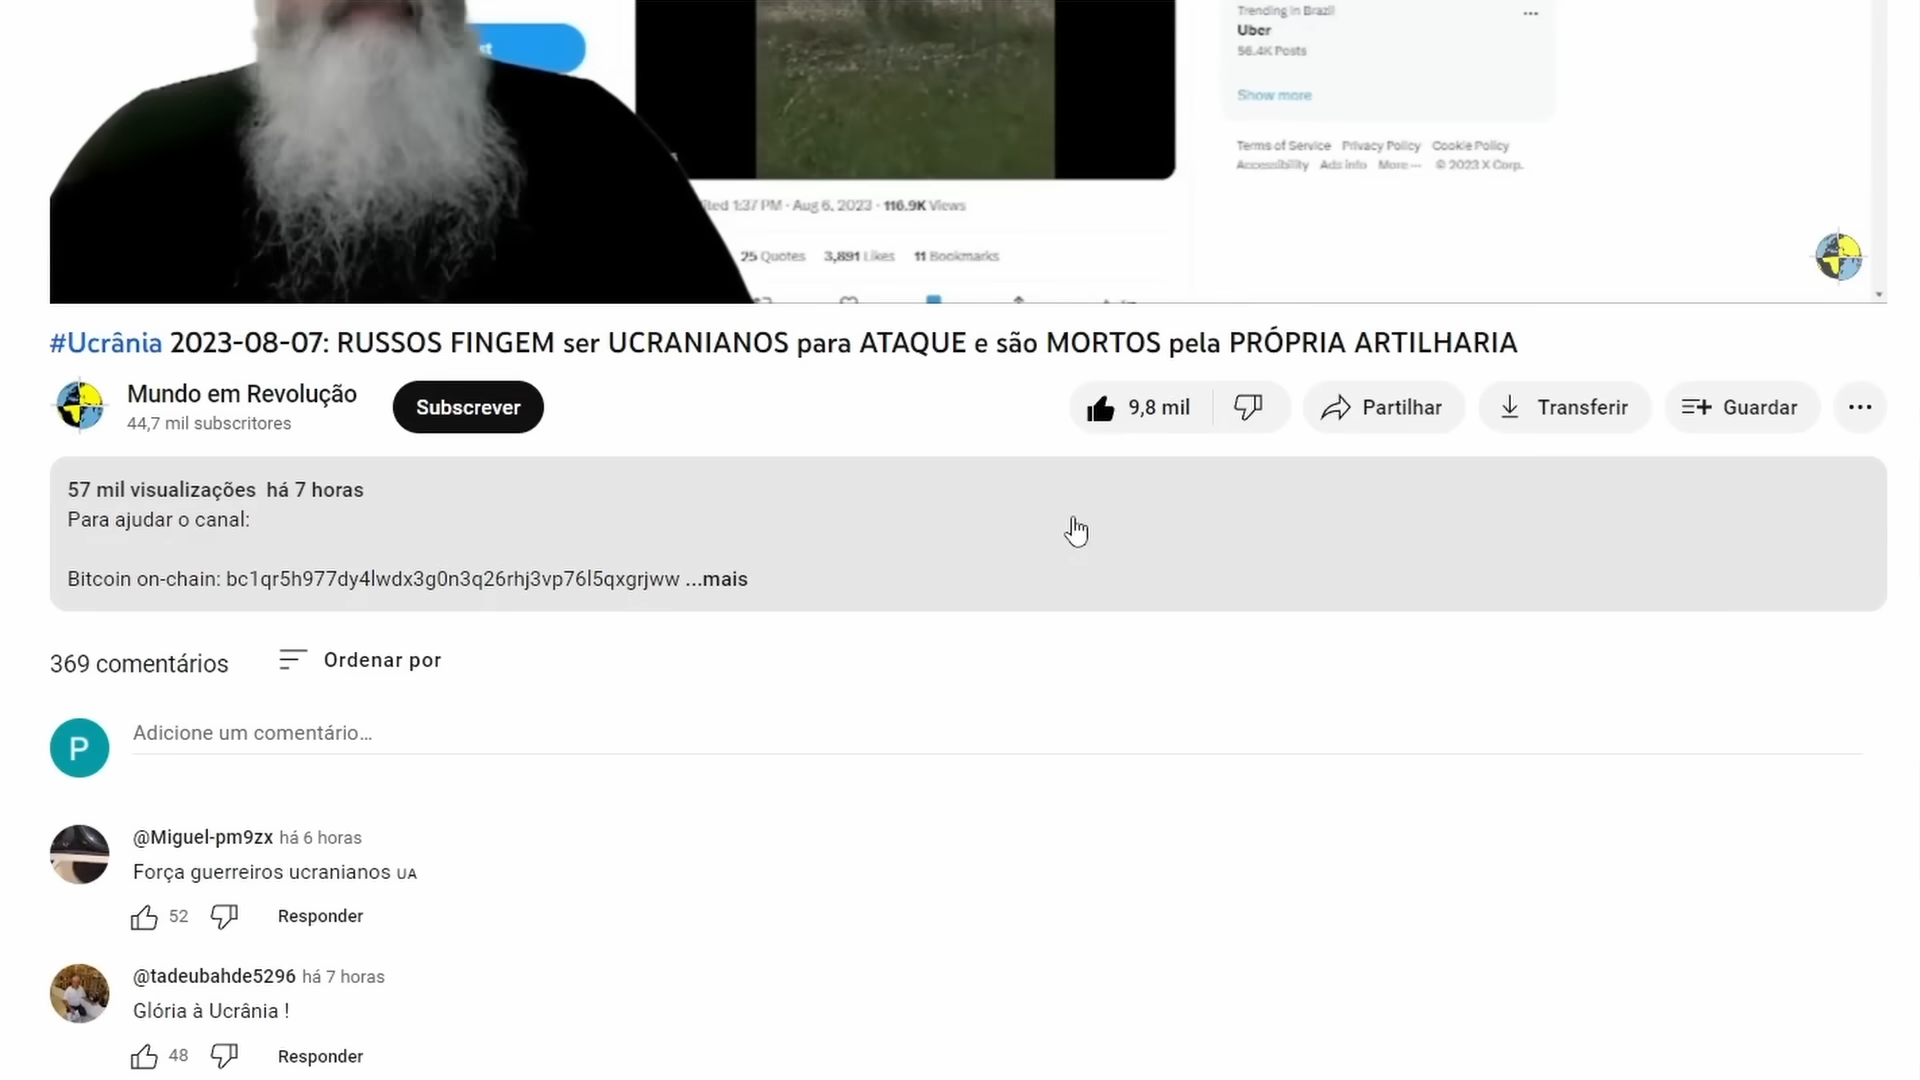 st
Trending in Brazil
Uber
56.4K Posts
Show more
Terms of Service Privacy Policy Cookie Policy
Accessibility Ads info More ··· © 2023 X Corp.
ted 1:37 PM · Aug 6, 2023 · 116.9K Views
25 Quotes 3,891 Likes 11 Bookmarks
#Ucrânia 2023-08-07: RUSSOS FINGEM ser UCRANIANOS para ATAQUE e são MORTOS pela PRÓPRIA ARTILHARIA
Mundo em Revolução
44,7 mil subscritores
Subscrever
9,8 mil
Partilhar
Transferir
Guardar
57 mil visualizações há 7 horas
Para ajudar o canal:
Bitcoin on-chain: bc1qr5h977dy4lwdx3g0n3q26rhj3vp76l5qxgrjww ...mais
369 comentários
Ordenar por
P
Adicione um comentário...
@Miguel-pm9zx há 6 horas
Força guerreiros ucranianos UA
52
Responder
@tadeubahde5296 há 7 horas
Glória à Ucrânia !
48
Responder